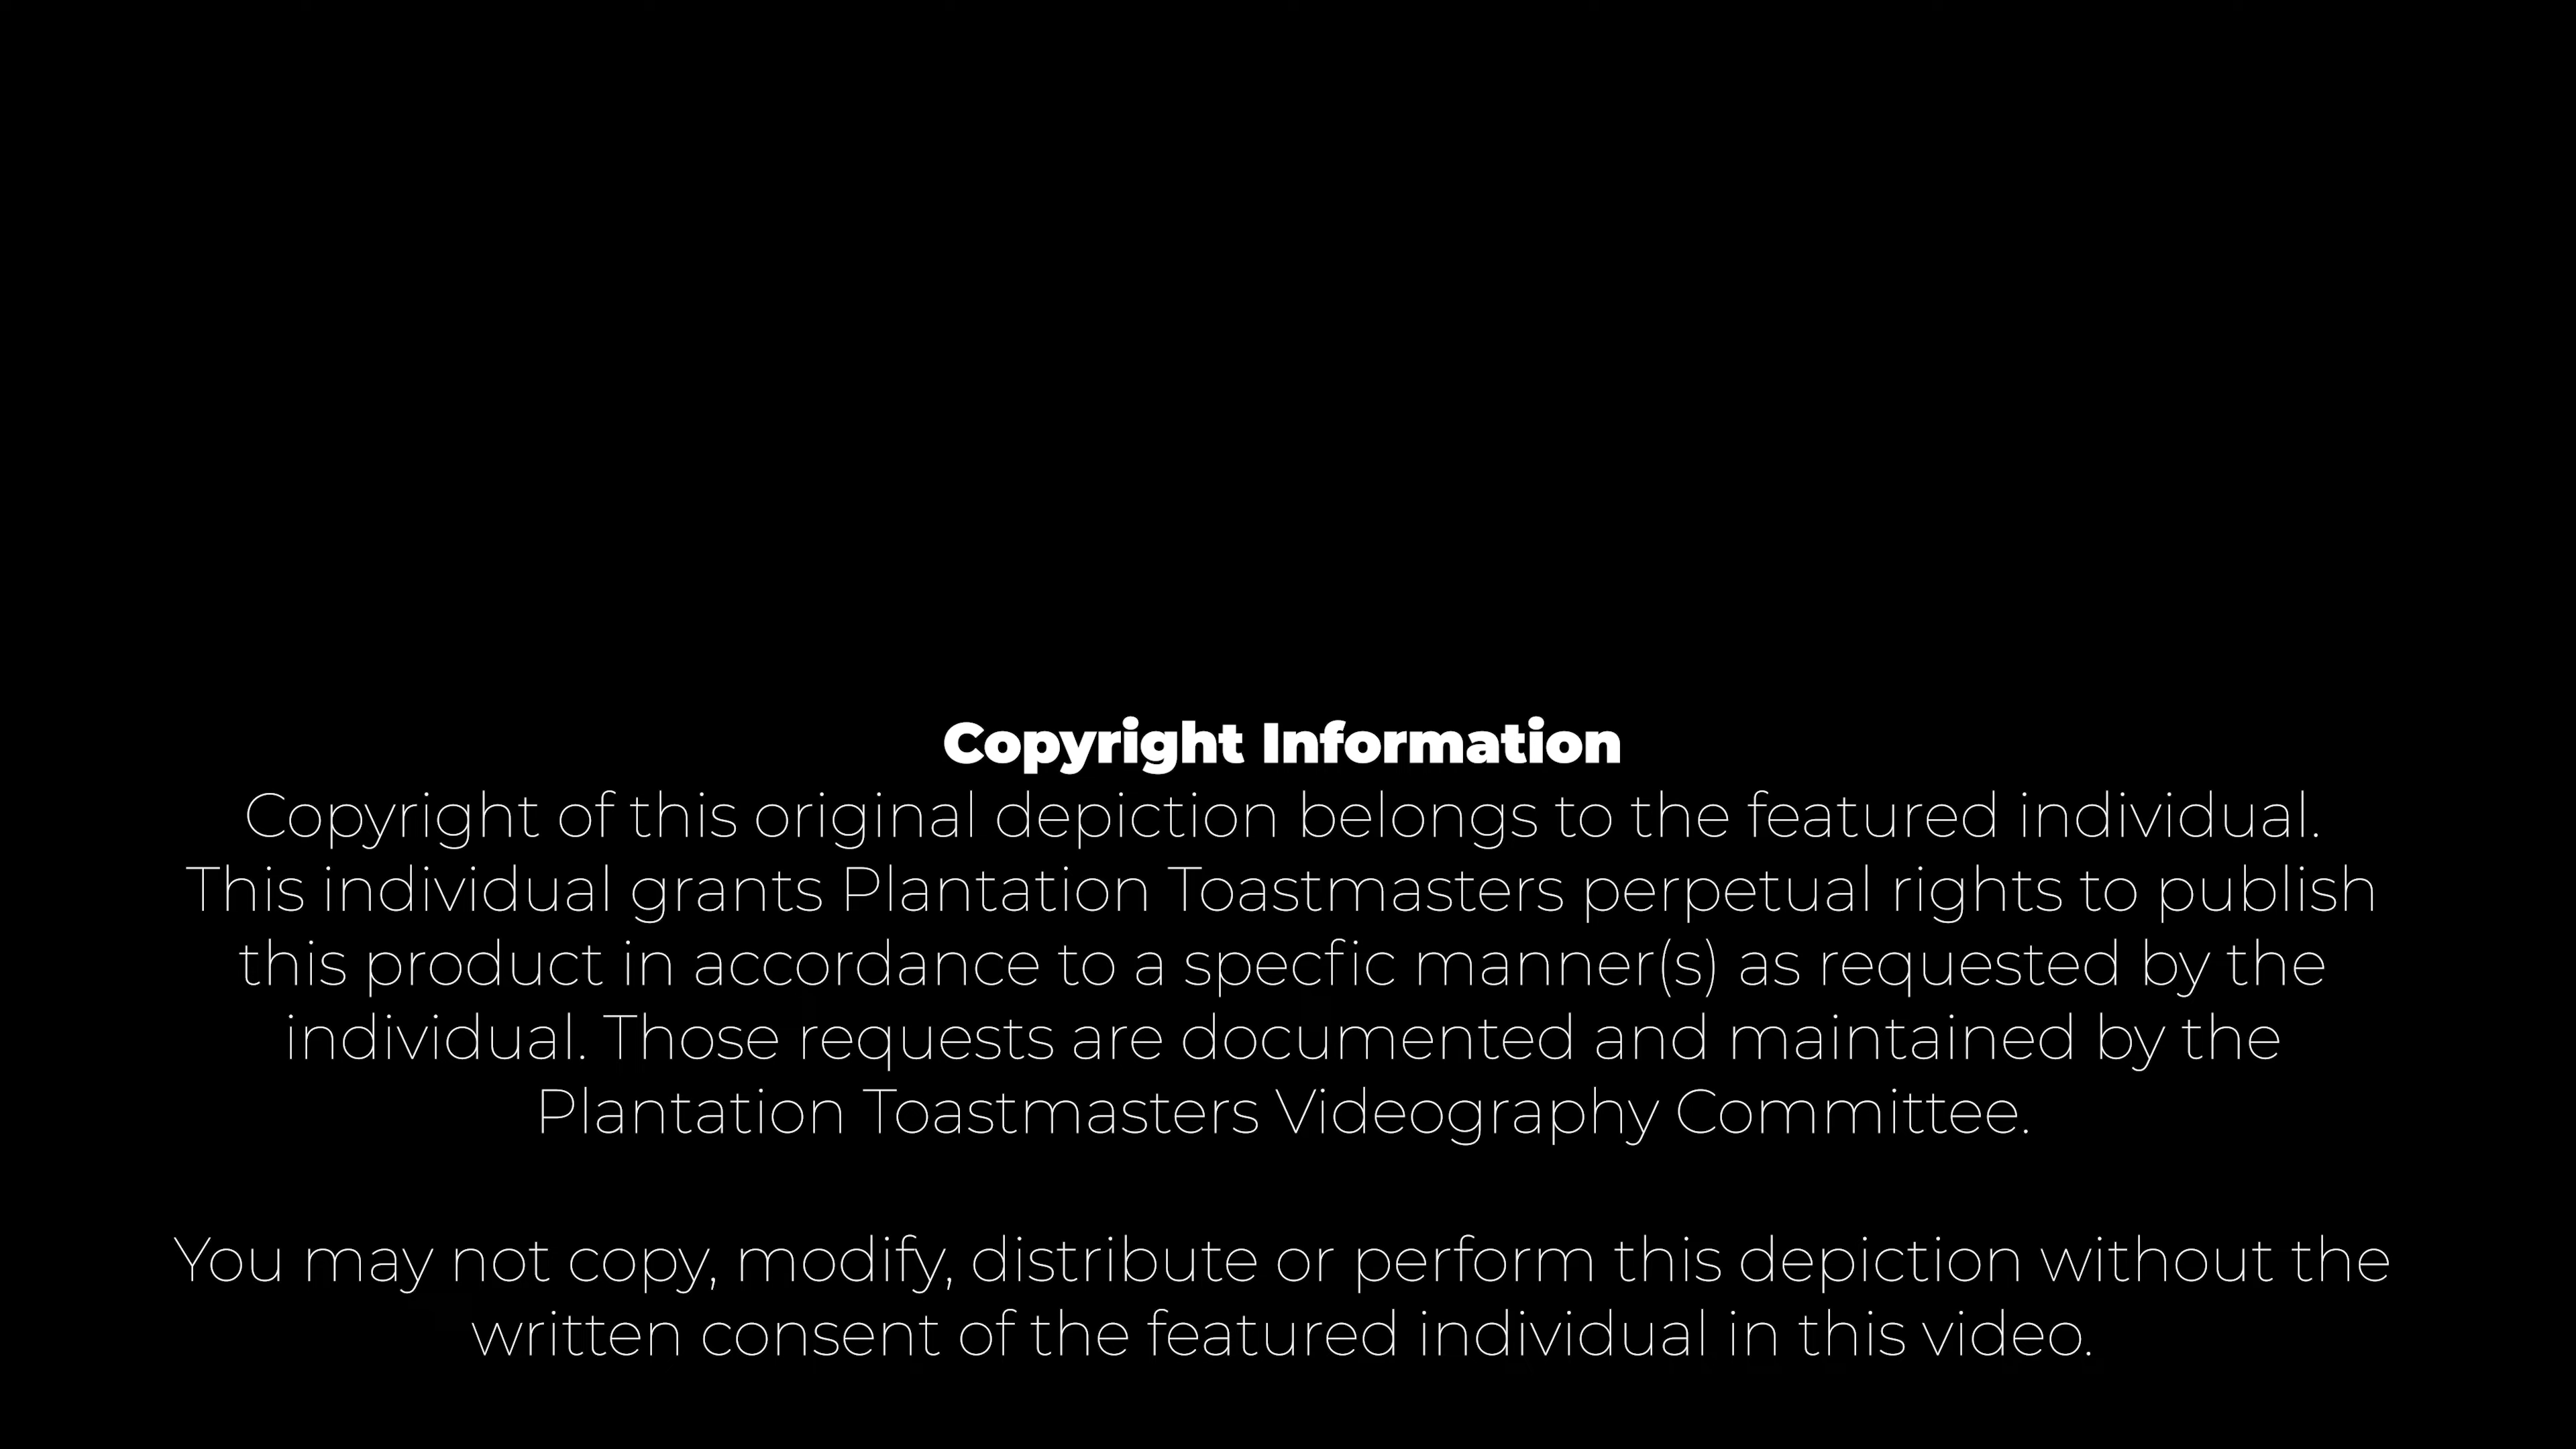 Copyright Information
Copyright of this original depiction belongs to the featured individual.
This individual grants Plantation Toastmasters perpetual rights to publish
this product in accordance to a specfic manner(s) as requested by the
individual. Those requests are documented and maintained by the
Plantation Toastmasters Videography Committee.
You may not copy, modify, distribute or perform this depiction without the
written consent of the featured individual in this video.